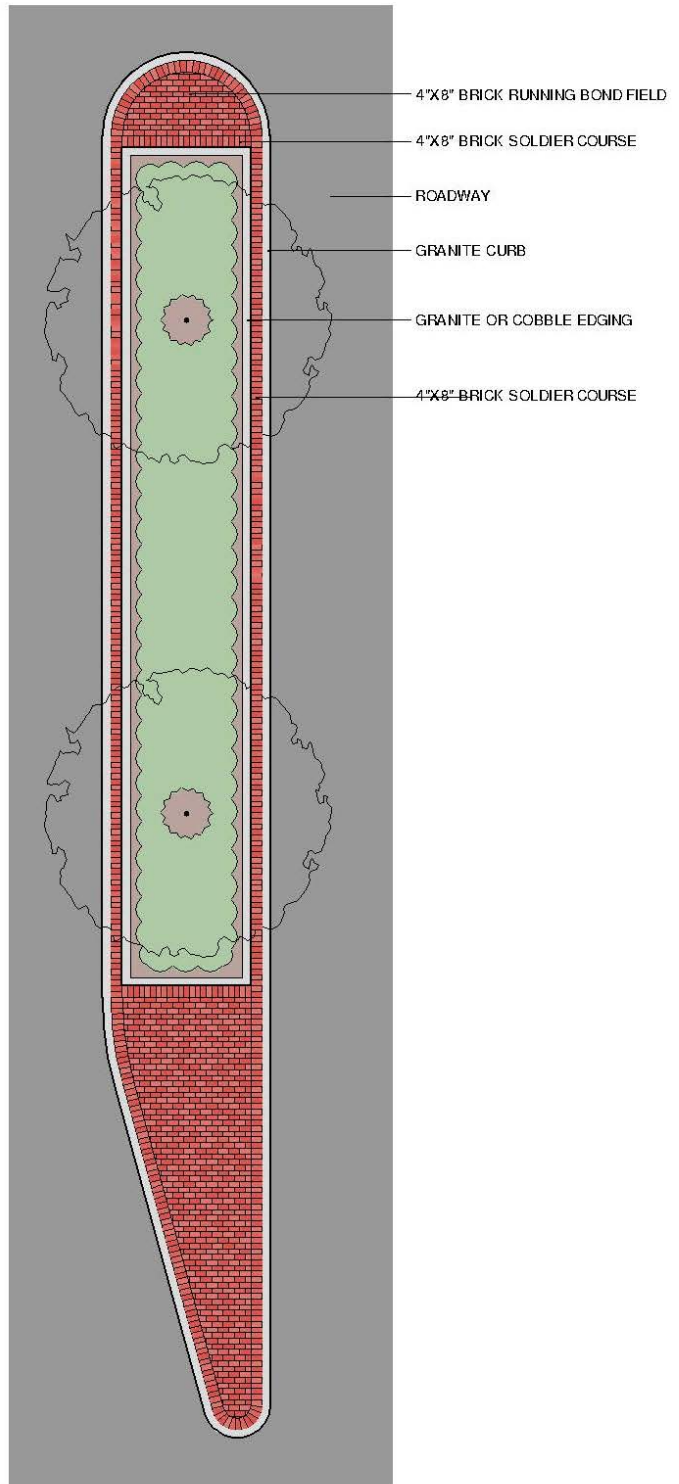 4"X8" BRICK RUNNING BOND FIELD
4"X8" BRICK SOLDIER COURSE
ROADWAY
GRANITE CURB
GRANITE OR COBBLE EDGING
4"X8" BRICK SOLDIER COURSE